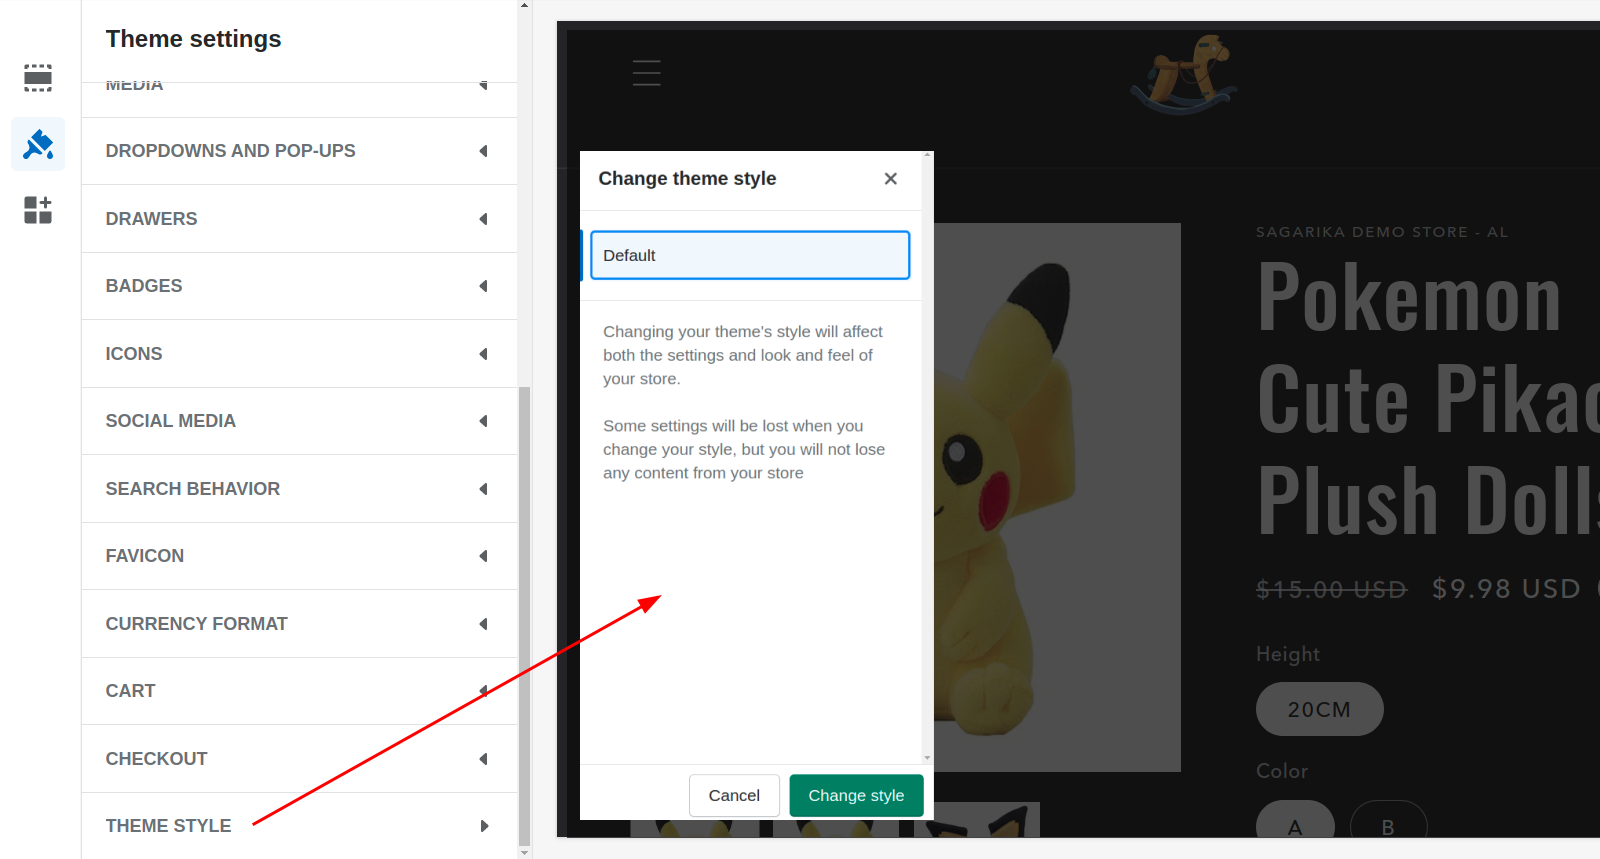 Theme settings
MEDIA
DROPDOWNS AND POP-UPS
DRAWERS
BADGES
ICONS
SOCIAL MEDIA
SEARCH BEHAVIOR
FAVICON
CURRENCY FORMAT
CART
CHECKOUT
THEME STYLE
Change theme style
Default
Changing your theme's style will affect
both the settings and look and feel of
your store.
Some settings will be lost when you
change your style, but you will not lose
any content from your store
Cancel
Change style
SAGARIKA DEMO STORE - AL
Pokemon
Cute Pikac
Plush Dolls
$15.00 USD $9.98 USD
Height
20CM
Color
A
B